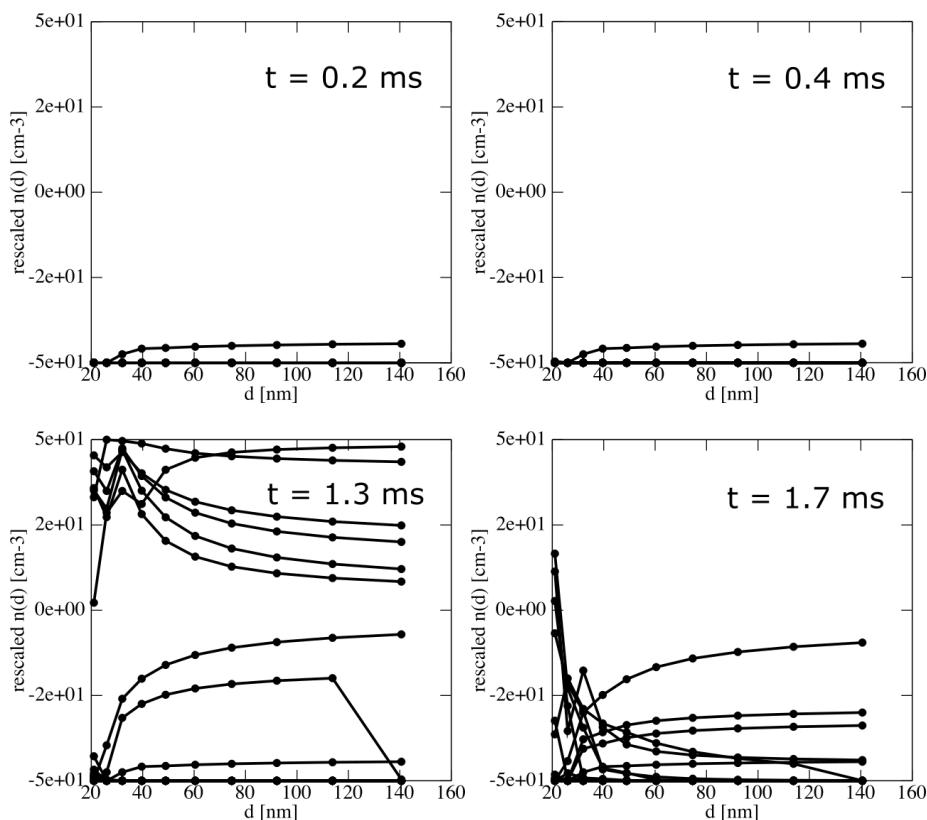 5e+01
2e+01
0e+00
-2e+01
-5e+01
rescaled n(d) [cm-3]
t = 0.2 ms
20 40 60 80 100 120 140 160
d [nm]
5e+01
2e+01
0e+00
-2e+01
-5e+01
rescaled n(d) [cm-3]
t = 0.4 ms
20 40 60 80 100 120 140 160
d [nm]
5e+01
2e+01
0e+00
-2e+01
-5e+01
rescaled n(d) [cm-3]
t = 1.3 ms
20 40 60 80 100 120 140 160
d [nm]
5e+01
2e+01
0e+00
-2e+01
-5e+01
rescaled n(d) [cm-3]
t = 1.7 ms
20 40 60 80 100 120 140 160
d [nm]